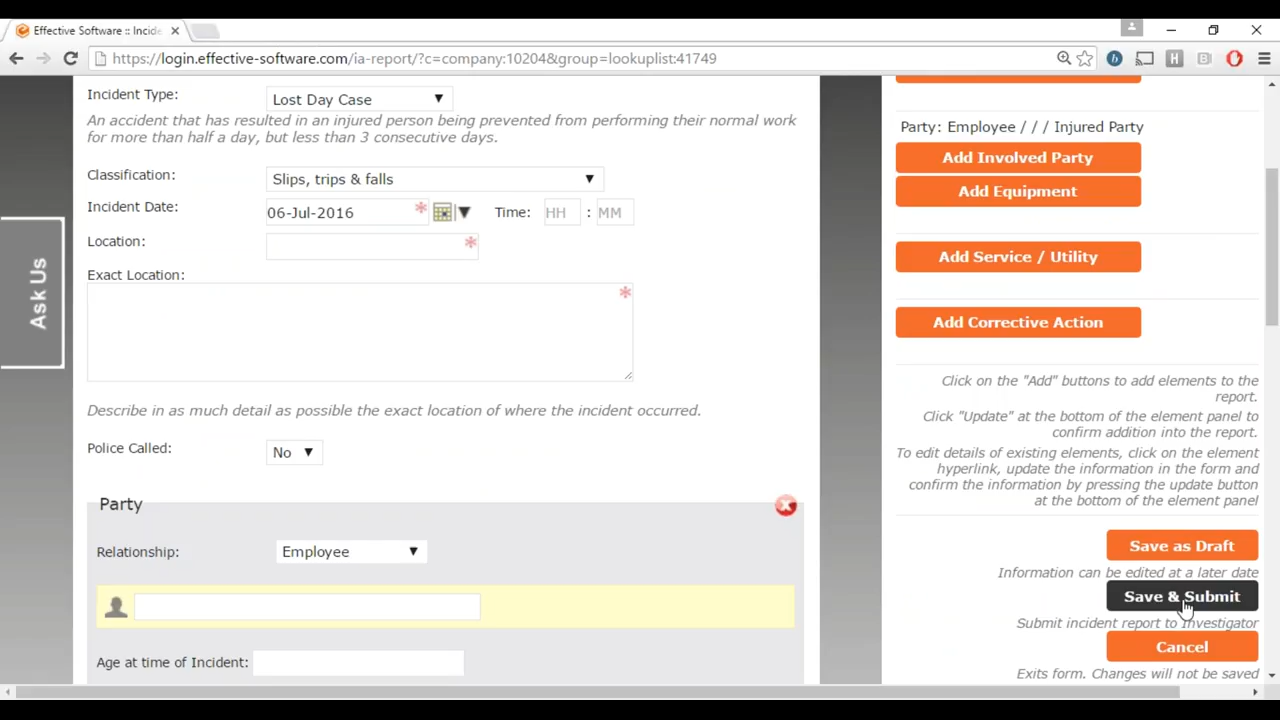 Effective Software :: Incide
https://login.effective-software.com/ia-report/?c=company:10204&group=lookuplist:41749
Incident Type:
Lost Day Case
An accident that has resulted in an injured person being prevented from performing their normal work
for more than half a day, but less than 3 consecutive days.
Classification:
Slips, trips & falls
Incident Date:
06-Jul-2016
*
Time:
HH
:
MM
Location:
*
Exact Location:
*
Describe in as much detail as possible the exact location of where the incident occurred.
Police Called:
No
Party
Relationship:
Employee
Age at time of Incident:
Ask Us
Party: Employee / / / Injured Party
Add Involved Party
Add Equipment
Add Service / Utility
Add Corrective Action
Click on the "Add" buttons to add elements to the
report.
Click "Update" at the bottom of the element panel to
confirm addition into the report.
To edit details of existing elements, click on the element
hyperlink, update the information in the form and
confirm the information by pressing the update button
at the bottom of the element panel
Save as Draft
Information can be edited at a later date
Save & Submit
Submit incident report to Investigator
Cancel
Exits form. Changes will not be saved